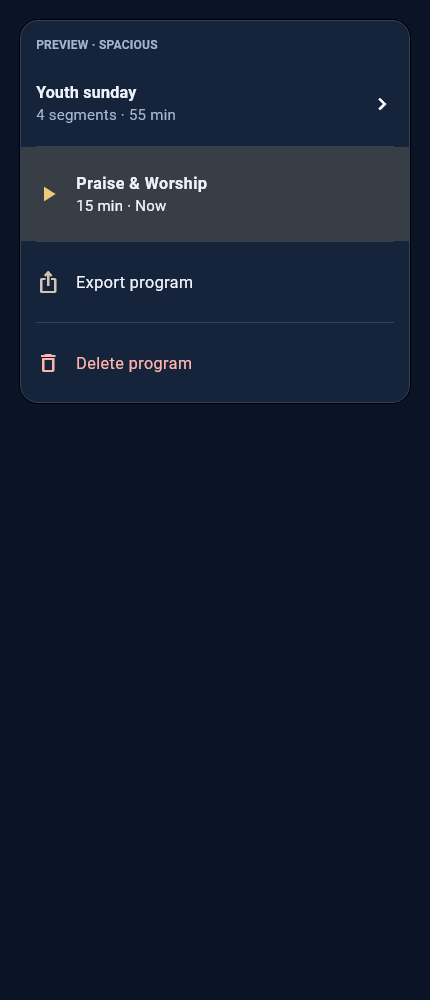 PREVIEW · SPACIOUS
Youth sunday
4 segments · 55 min
Praise & Worship
15 min · Now
Export program
Delete program